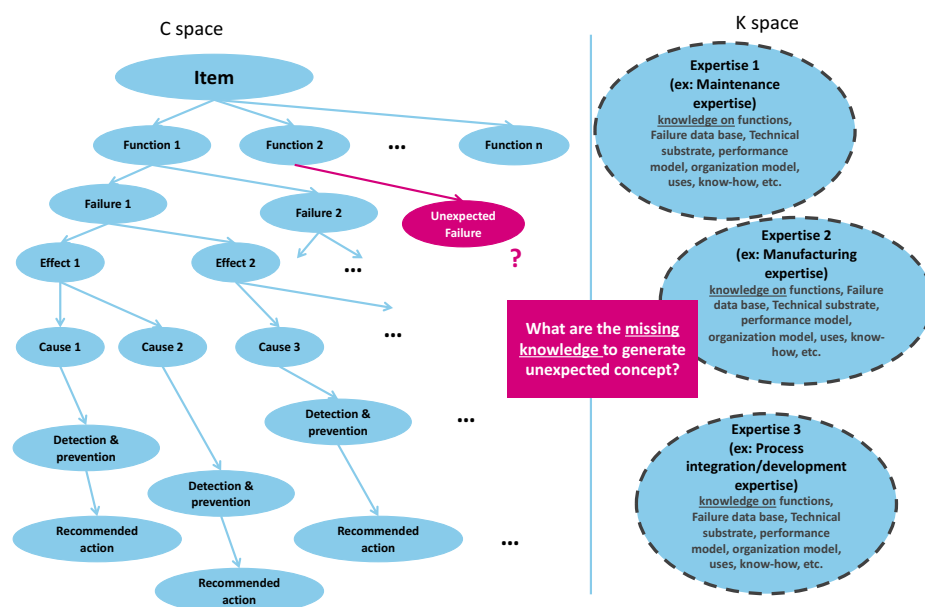 C space
K space
Item
Function 1
Function 2
...
Function n
Failure 1
Failure 2
Unexpected
Failure
?
Effect 1
Effect 2
...
Cause 1
Cause 2
Cause 3
...
Detection &
prevention
Detection &
prevention
Detection &
prevention
...
Recommended
action
Recommended
action
Recommended
action
...
What are the missing
knowledge to generate
unexpected concept?
Expertise 1
(ex: Maintenance
expertise)
knowledge on functions,
Failure data base, Technical
substrate, performance
model, organization model,
uses, know-how, etc.
Expertise 2
(ex: Manufacturing
expertise)
knowledge on functions, Failure
data base, Technical substrate,
performance model,
organization model, uses, know-
how, etc.
Expertise 3
(ex: Process
integration/development
expertise)
knowledge on functions,
Failure data base, Technical
substrate, performance
model, organization model,
uses, know-how, etc.